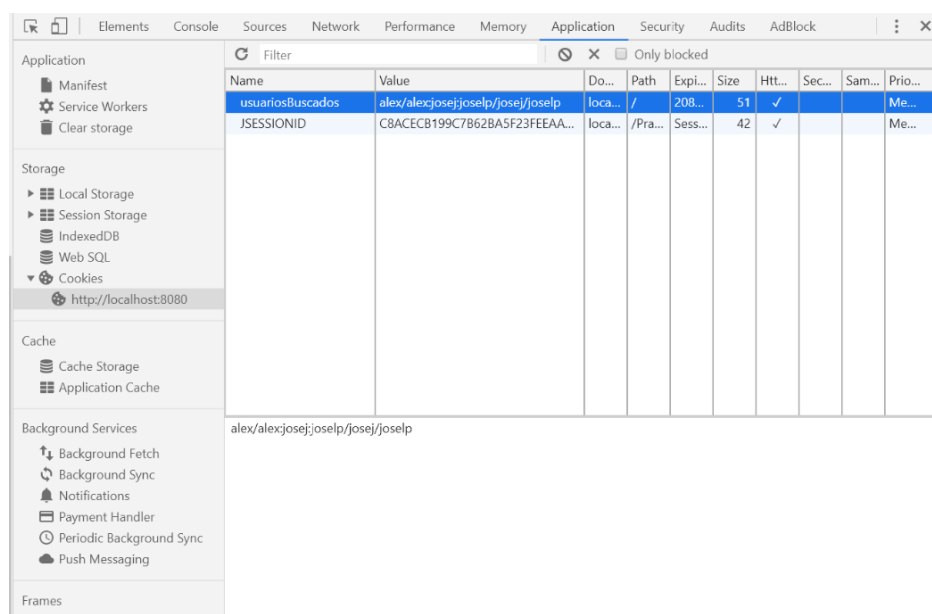 Elements Console Sources Network Performance Memory Application Security Audits AdBlock
Application
Manifest
Service Workers
Clear storage
Storage
Local Storage
Session Storage
IndexedDB
Web SQL
Cookies
http://localhost:8080
Cache
Cache Storage
Application Cache
Background Services
Background Fetch
Background Sync
Notifications
Payment Handler
Periodic Background Sync
Push Messaging
Frames
Filter Only blocked
Name Value Do... Path Expi... Size Htt... Sec... Sam... Prio...
usuariosBuscados alex/alex:josej:joselp/josej/joselp loca... / 208... 51 ✓ Me...
JSESSIONID C8ACECB199C7B62BA5F23FEEAA... loca... /Pra... Sess... 42 ✓ Me...
alex/alex:josej:joselp/josej/joselp